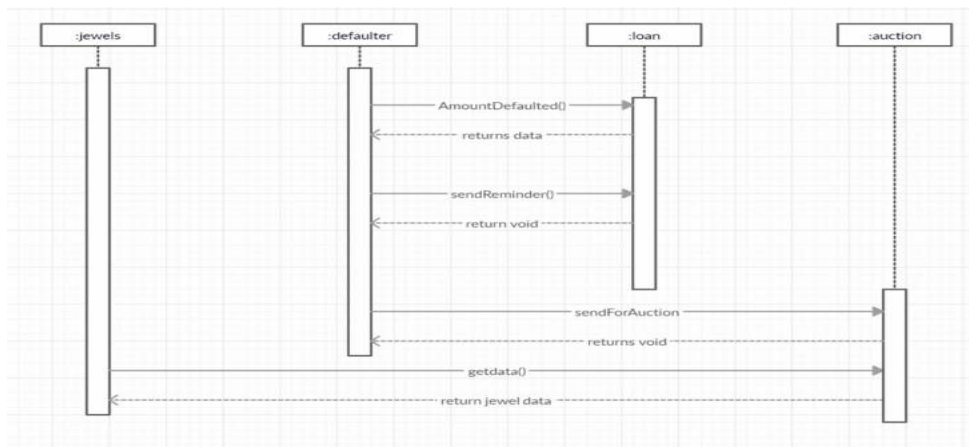 :jewels
:defaulter
:loan
:auction
AmountDefaulted()
returns data
sendReminder()
return void
sendForAuction
returns void
getdata()
return jewel data